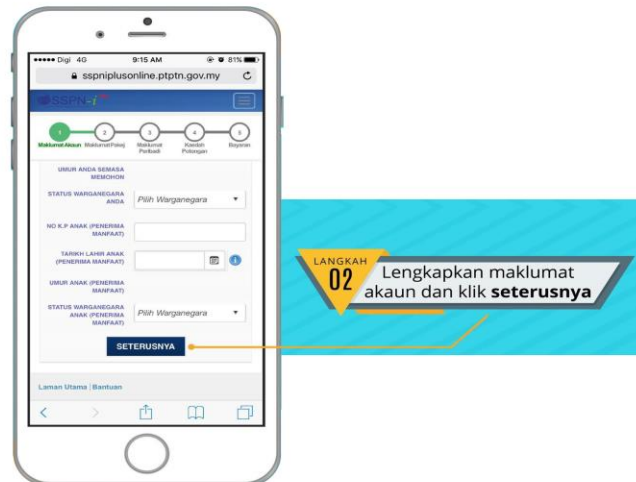 Digi 4G 9:15 AM 81%
sspniplusonline.ptptn.gov.my
SSPN-i
1 2 3 4 5
Maklumat Akaun Maklumat Pakej Maklumat Peribadi Kaedah Potongan Bayaran
UMUR ANDA SEMASA
MEMOHON
STATUS WARGANEGARA
ANDA
Pilih Warganegara
NO K.P ANAK (PENERIMA
MANFAAT)
TARIKH LAHIR ANAK
(PENERIMA MANFAAT)
UMUR ANAK (PENERIMA
MANFAAT)
STATUS WARGANEGARA
ANAK (PENERIMA
MANFAAT)
Pilih Warganegara
SETERUSNYA
Laman Utama | Bantuan
LANGKAH
02
Lengkapkan maklumat
akaun dan klik seterusnya